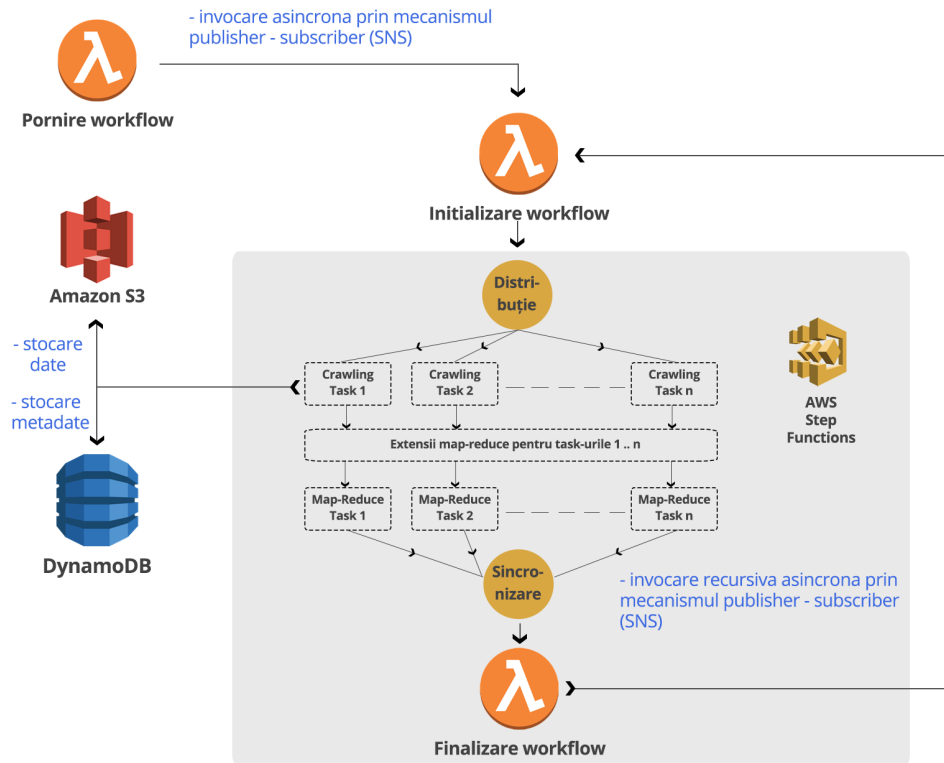 - invocare asincrona prin mecanismul
publisher - subscriber (SNS)
Pornire workflow
Initializare workflow
Amazon S3
- stocare
date
- stocare
metadate
DynamoDB
Distri-
buție
AWS
Step
Functions
Crawling
Task 1
Crawling
Task 2
Crawling
Task n
Extensii map-reduce pentru task-urile 1 .. n
Map-Reduce
Task 1
Map-Reduce
Task 2
Map-Reduce
Task n
Sincro-
nizare
- invocare recursiva asincrona prin
mecanismul publisher - subscriber
(SNS)
Finalizare workflow